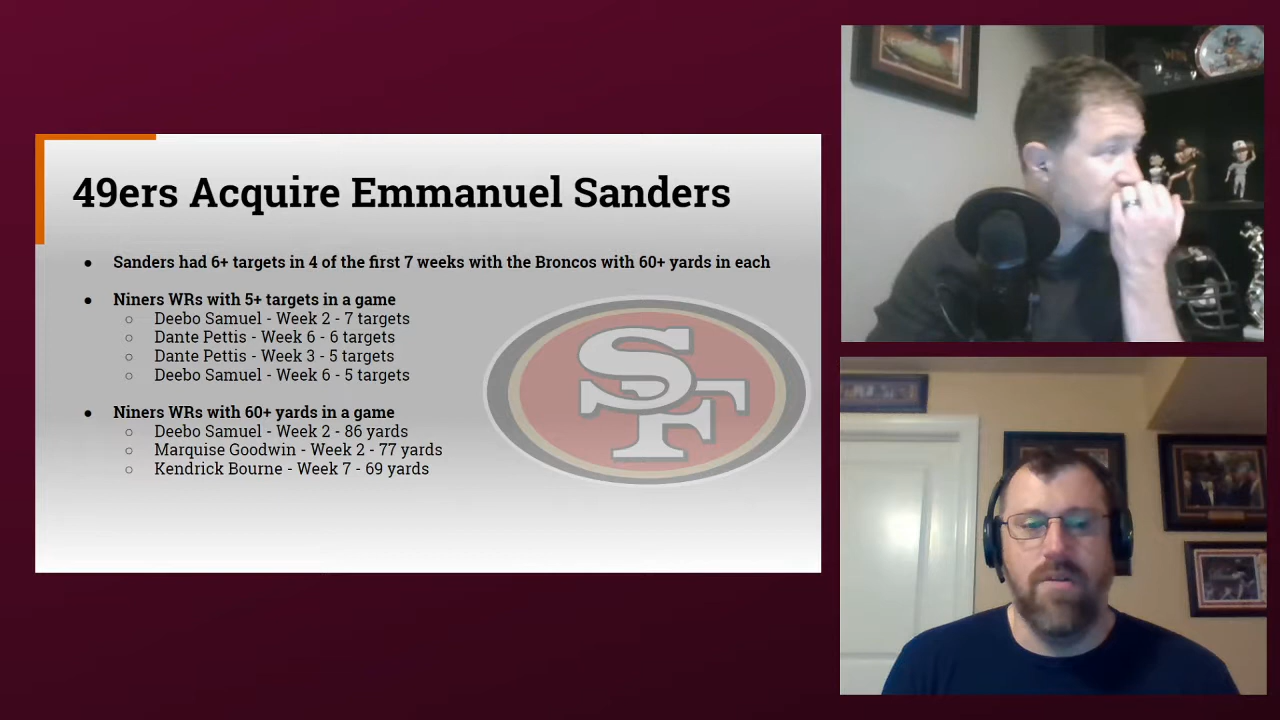 49ers Acquire Emmanuel Sanders
● Sanders had 6+ targets in 4 of the first 7 weeks with the Broncos with 60+ yards in each
● Niners WRs with 5+ targets in a game
○ Deebo Samuel - Week 2 - 7 targets
○ Dante Pettis - Week 6 - 6 targets
○ Dante Pettis - Week 3 - 5 targets
○ Deebo Samuel - Week 6 - 5 targets
● Niners WRs with 60+ yards in a game
○ Deebo Samuel - Week 2 - 86 yards
○ Marquise Goodwin - Week 2 - 77 yards
○ Kendrick Bourne - Week 7 - 69 yards
SF